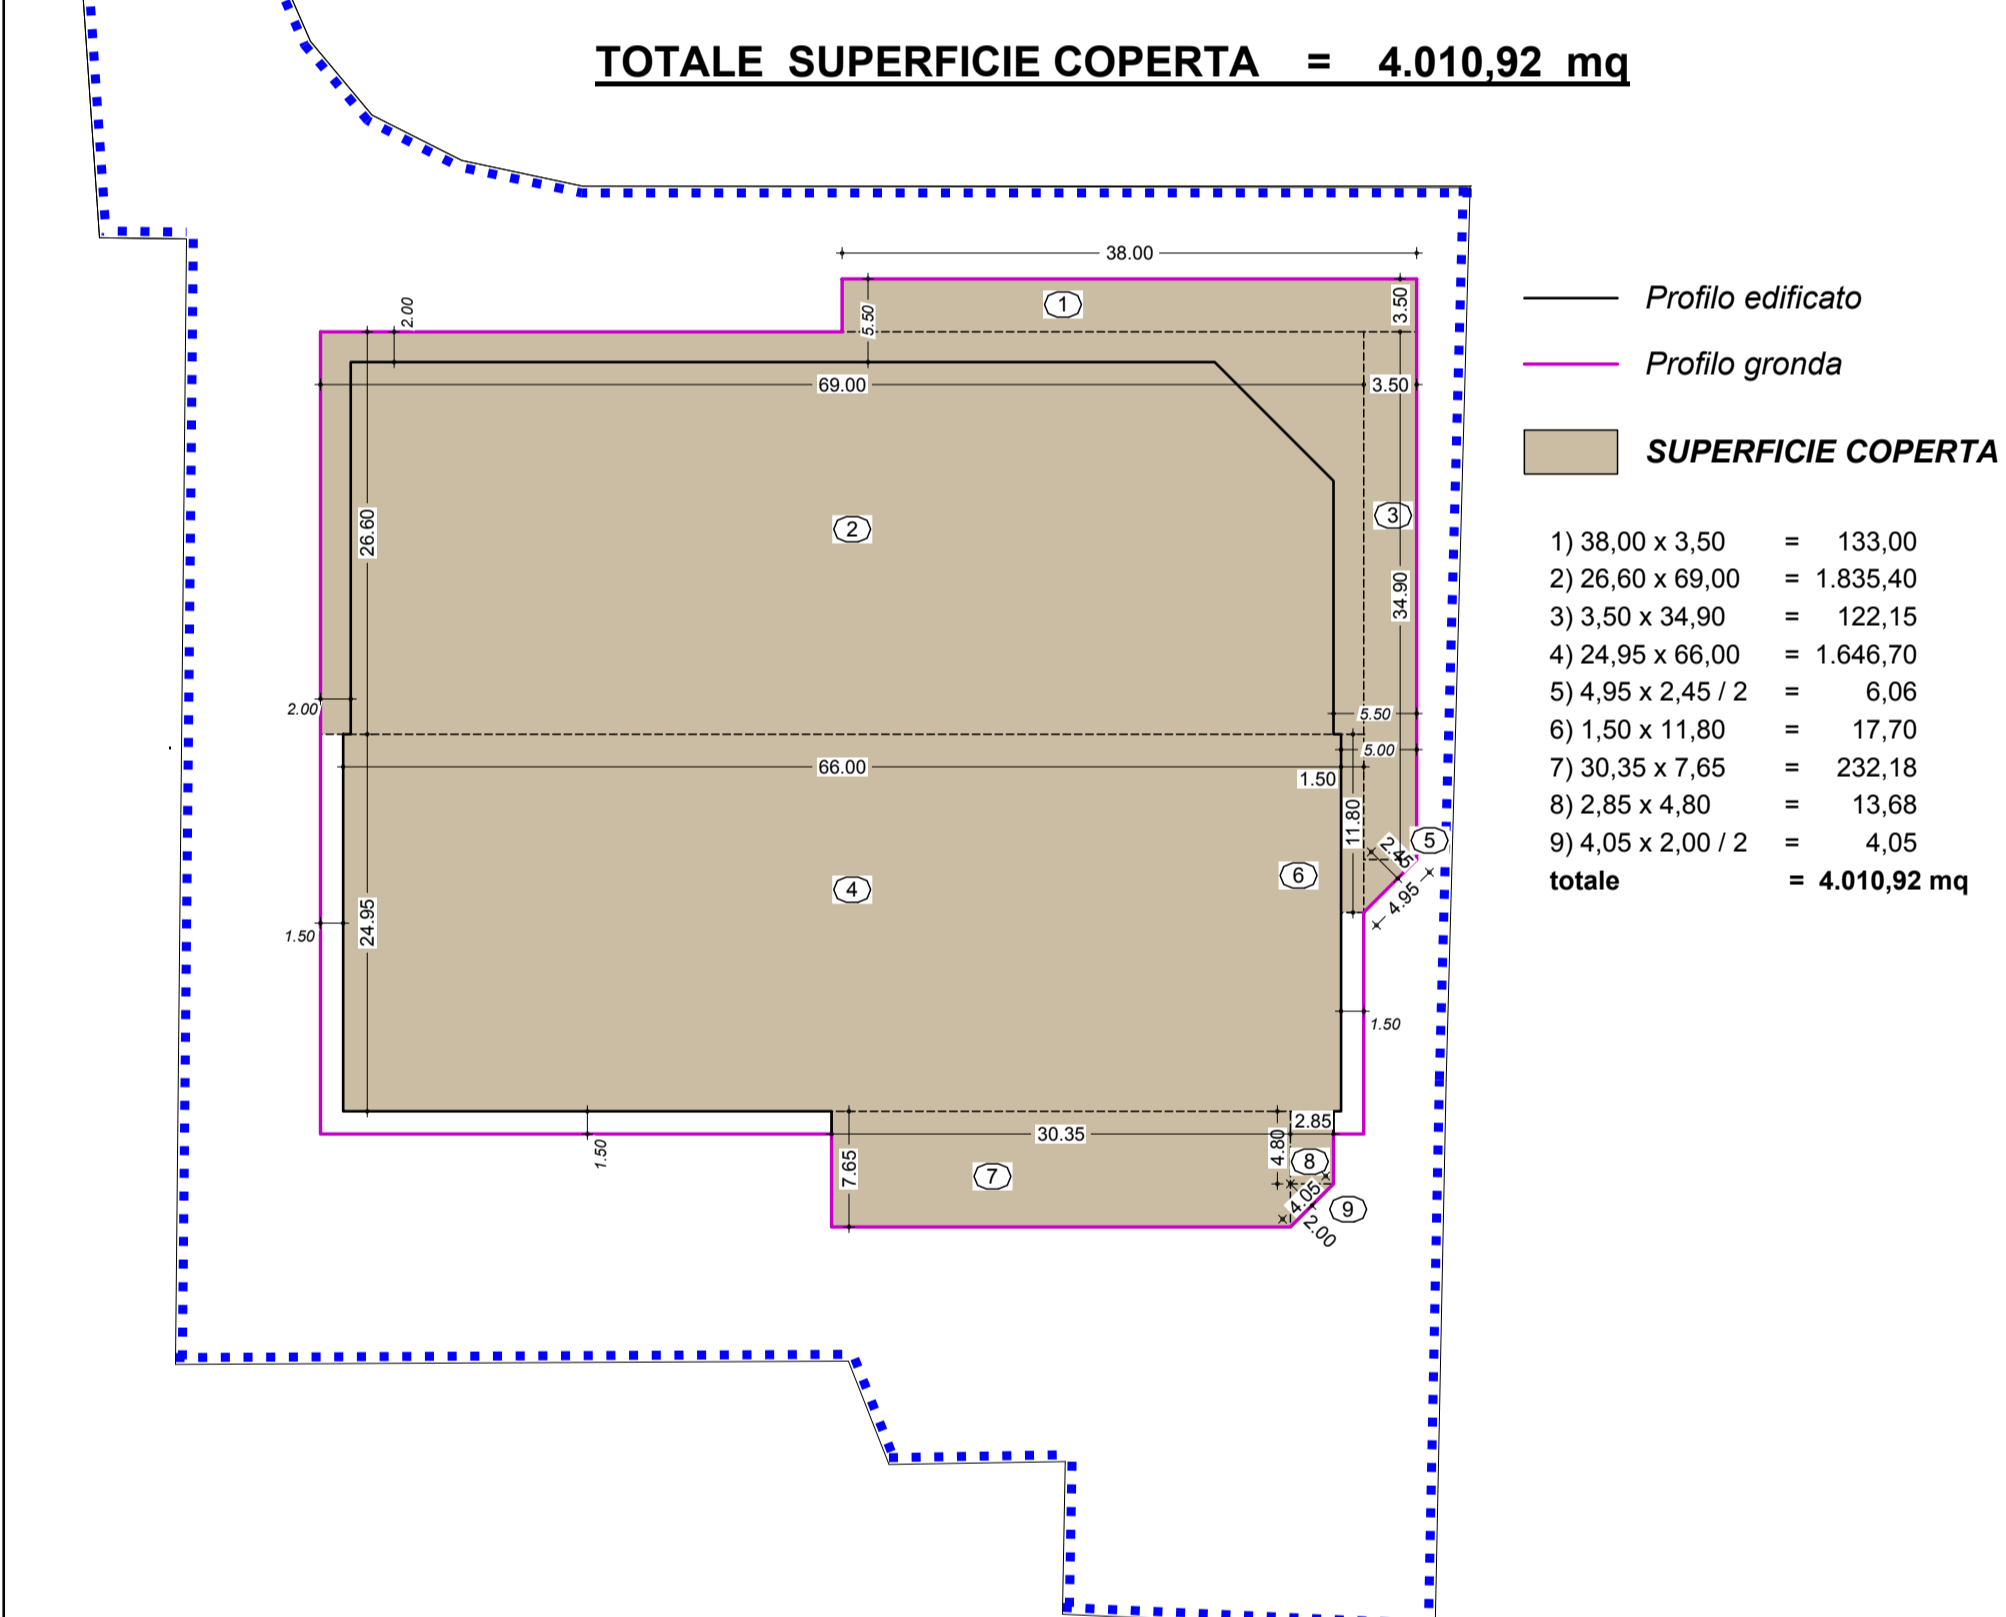 TOTALE SUPERFICIE COPERTA = 4.010,92 mq
38.00
1
3.50
5.50
2.00
69.00
3.50
26.60
2
3
34.90
2.00
5.50
5.00
66.00
1.50
11.80
5
2.45
4.95
6
4
24.95
1.50
1.50
2.85
30.35
4.80
1.50
7.65
7
8
4.05
9
2.00
Profilo edificato
Profilo gronda
SUPERFICIE COPERTA
1) 38,00 x 3,50 = 133,00
2) 26,60 x 69,00 = 1.835,40
3) 3,50 x 34,90 = 122,15
4) 24,95 x 66,00 = 1.646,70
5) 4,95 x 2,45 / 2 = 6,06
6) 1,50 x 11,80 = 17,70
7) 30,35 x 7,65 = 232,18
8) 2,85 x 4,80 = 13,68
9) 4,05 x 2,00 / 2 = 4,05
totale = 4.010,92 mq